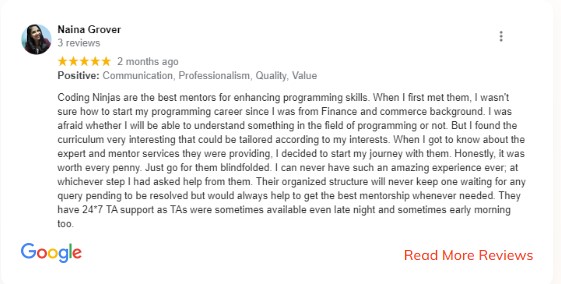 Naina Grover
3 reviews
★★★★★ 2 months ago
Positive: Communication, Professionalism, Quality, Value
Coding Ninjas are the best mentors for enhancing programming skills. When I first met them, I wasn't
sure how to start my programming career since I was from Finance and commerce background. I was
afraid whether I will be able to understand something in the field of programming or not. But I found the
curriculum very interesting that could be tailored according to my interests. When I got to know about the
expert and mentor services they were providing, I decided to start my journey with them. Honestly, it was
worth every penny. Just go for them blindfolded. I can never have such an amazing experience ever; at
whichever step I had asked help from them. Their organized structure will never keep one waiting for any
query pending to be resolved but would always help to get the best mentorship whenever needed. They
have 24*7 TA support as TAs were sometimes available even late night and sometimes early morning
too.
Google
Read More Reviews